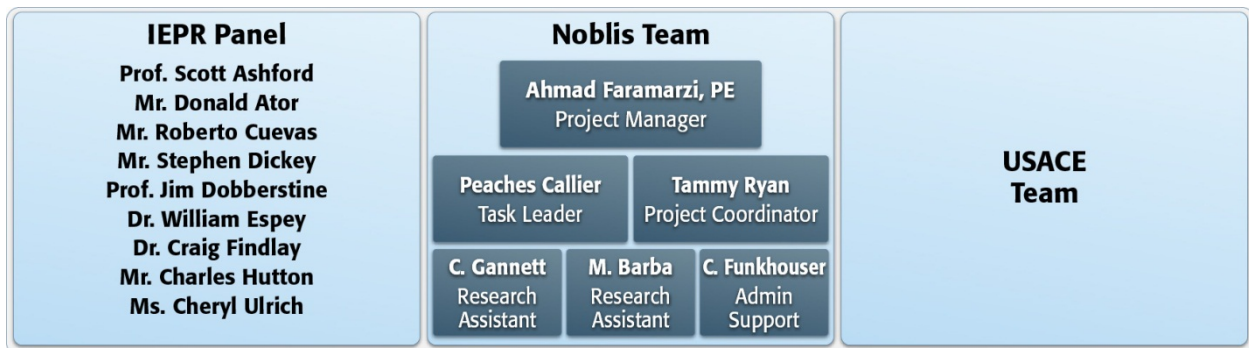 IEPR Panel
Prof. Scott Ashford
Mr. Donald Ator
Mr. Roberto Cuevas
Mr. Stephen Dickey
Prof. Jim Dobberstine
Dr. William Espey
Dr. Craig Findlay
Mr. Charles Hutton
Ms. Cheryl Ulrich
Noblis Team
Ahmad Faramarzi, PE
Project Manager
Peaches Callier
Task Leader
Tammy Ryan
Project Coordinator
C. Gannett
Research
Assistant
M. Barba
Research
Assistant
C. Funkhouser
Admin
Support
USACE
Team